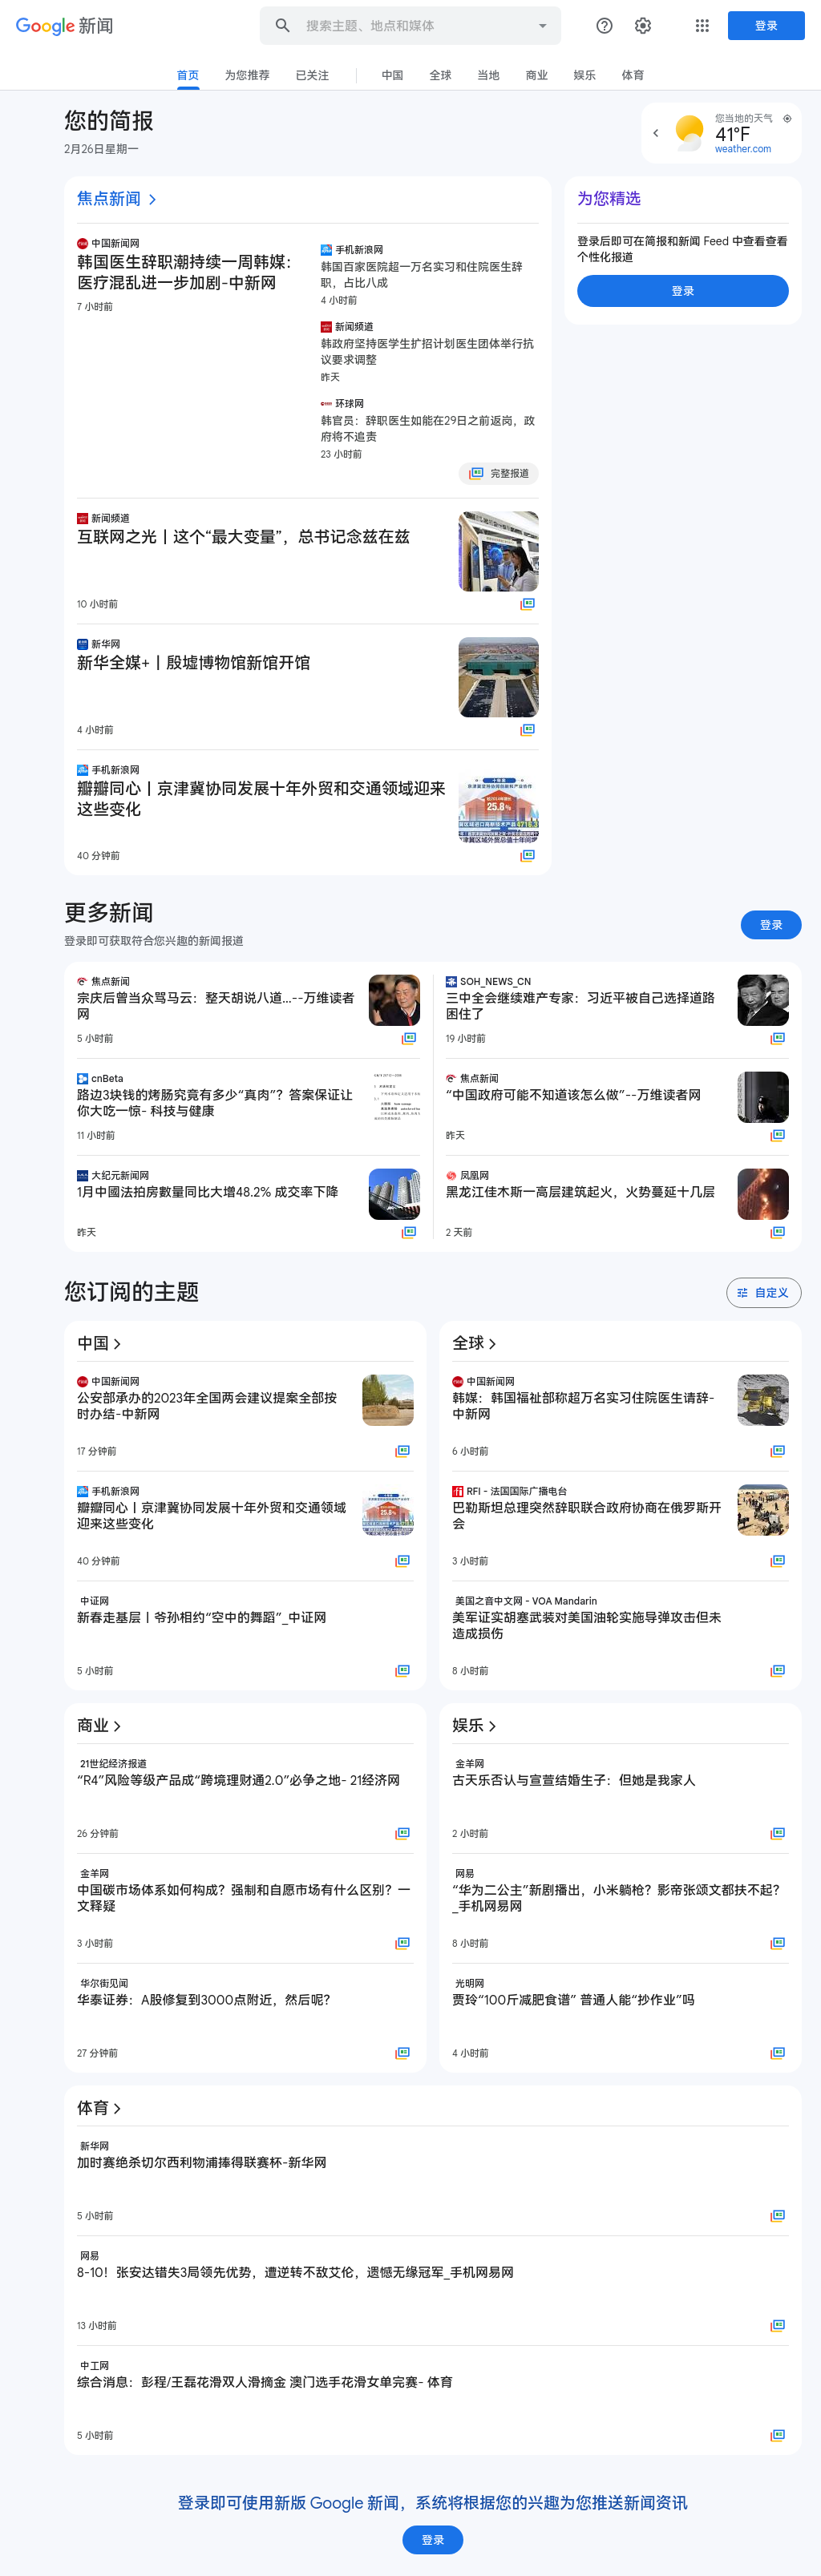 Google 新闻
搜索主题、地点和媒体
登录
首页
为您推荐
已关注
中国
全球
当地
商业
娱乐
体育
您的简报
2月26日星期一
您当地的天气
41°F
weather.com
焦点新闻
中国新闻网
韩国医生辞职潮持续一周韩媒：
医疗混乱进一步加剧-中新网
7 小时前
手机新浪网
韩国百家医院超一万名实习和住院医生辞
职，占比八成
4 小时前
新闻频道
韩政府坚持医学生扩招计划医生团体举行抗
议要求调整
昨天
环球网
韩官员：辞职医生如能在29日之前返岗，政
府将不追责
23 小时前
完整报道
为您精选
登录后即可在简报和新闻 Feed 中查看查看
个性化报道
登录
新闻频道
互联网之光丨这个“最大变量”，总书记念兹在兹
10 小时前
新华网
新华全媒+丨殷墟博物馆新馆开馆
4 小时前
手机新浪网
瓣瓣同心丨京津冀协同发展十年外贸和交通领域迎来
这些变化
25.8%
40 分钟前
更多新闻
登录即可获取符合您兴趣的新闻报道
登录
焦点新闻
宗庆后曾当众骂马云：整天胡说八道...--万维读者
网
5 小时前
cnBeta
路边3块钱的烤肠究竟有多少“真肉”？答案保证让
你大吃一惊- 科技与健康
11 小时前
大纪元新闻网
1月中國法拍房數量同比大增48.2% 成交率下降
昨天
SOH_NEWS_CN
三中全会继续难产专家：习近平被自己选择道路
困住了
19 小时前
焦点新闻
“中国政府可能不知道该怎么做”--万维读者网
昨天
凤凰网
黑龙江佳木斯一高层建筑起火，火势蔓延十几层
2 天前
您订阅的主题
自定义
中国
中国新闻网
公安部承办的2023年全国两会建议提案全部按
时办结-中新网
17 分钟前
手机新浪网
瓣瓣同心丨京津冀协同发展十年外贸和交通领域
迎来这些变化
40 分钟前
中证网
新春走基层丨爷孙相约“空中的舞蹈”_中证网
5 小时前
全球
中国新闻网
韩媒：韩国福祉部称超万名实习住院医生请辞-
中新网
6 小时前
RFI - 法国国际广播电台
巴勒斯坦总理突然辞职联合政府协商在俄罗斯开
会
3 小时前
美国之音中文网 - VOA Mandarin
美军证实胡塞武装对美国油轮实施导弹攻击但未
造成损伤
8 小时前
商业
21世纪经济报道
“R4”风险等级产品成“跨境理财通2.0”必争之地- 21经济网
26 分钟前
金羊网
中国碳市场体系如何构成？强制和自愿市场有什么区别？一
文释疑
3 小时前
华尔街见闻
华泰证券：A股修复到3000点附近，然后呢？
27 分钟前
娱乐
金羊网
古天乐否认与宣萱结婚生子：但她是我家人
2 小时前
网易
“华为二公主”新剧播出，小米躺枪？影帝张颂文都扶不起？
_手机网易网
8 小时前
光明网
贾玲“100斤减肥食谱” 普通人能“抄作业”吗
4 小时前
体育
新华网
加时赛绝杀切尔西利物浦捧得联赛杯-新华网
5 小时前
网易
8-10！张安达错失3局领先优势，遭逆转不敌艾伦，遗憾无缘冠军_手机网易网
13 小时前
中工网
综合消息：彭程/王磊花滑双人滑摘金 澳门选手花滑女单完赛- 体育
5 小时前
登录即可使用新版 Google 新闻，系统将根据您的兴趣为您推送新闻资讯
登录